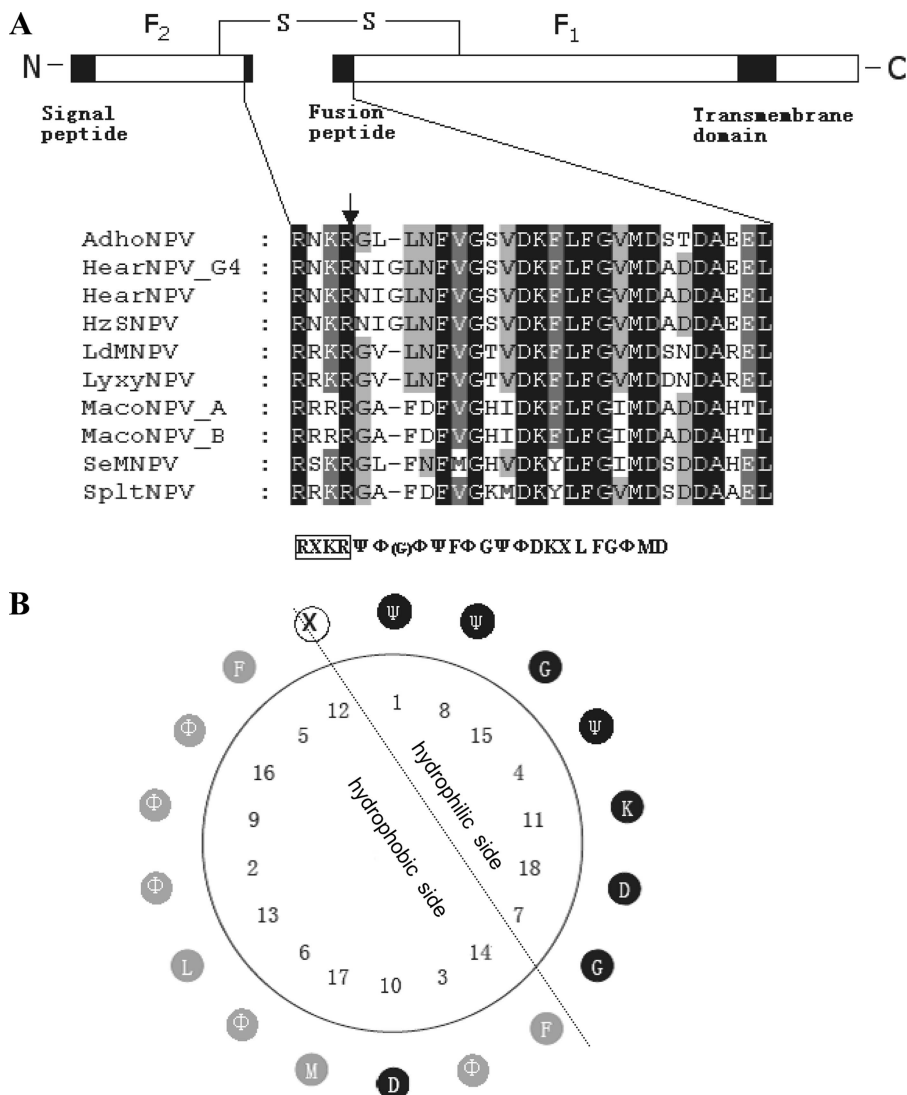 A
F2 S S F1
N – – C
Signal peptide
Fusion peptide
Transmembrane domain
AdhoNPV : RNKRGL-LNFVGSVDKFLFGVMDSTDAEEL
HearNPV_G4 : RNKRNIGLNFVGSVDKFLFGVMDADDAEEL
HearNPV : RNKRNIGLNFVGSVDKFLFGVMDADDAEEL
HzSNPV : RNKRNIGLNFVGSVDKFLFGVMDADDAEEL
LdMNPV : RRKRGV-LNFVGTVDKFLFGVMDSNDAREL
LyxyNPV : RRKRGV-LNFVGTVDKFLFGVMDDNDAREL
MacoNPV_A : RRRRGA-FDFVGHIDKFLFGIMDADDAHTL
MacoNPV_B : RRRRGA-FDFVGHIDKFLFGIMDADDAHTL
SeMNPV : RSKRGL-FNFMGHVDKYLFGIMDSDDAHEL
SpltNPV : RRKRGA-FDFVGKMDKYLFGVMDSDDAAEL
RXKRΨΦ(G)ΦΨFΦGΨΦDKXLFGΦMD
B
X Ψ Ψ G Ψ K D G F Φ D M Φ L Φ Φ Φ F
12 1 8 15 4 11 18 7 14 3 10 17 6 13 2 9 16 5
hydrophilic side
hydrophobic side